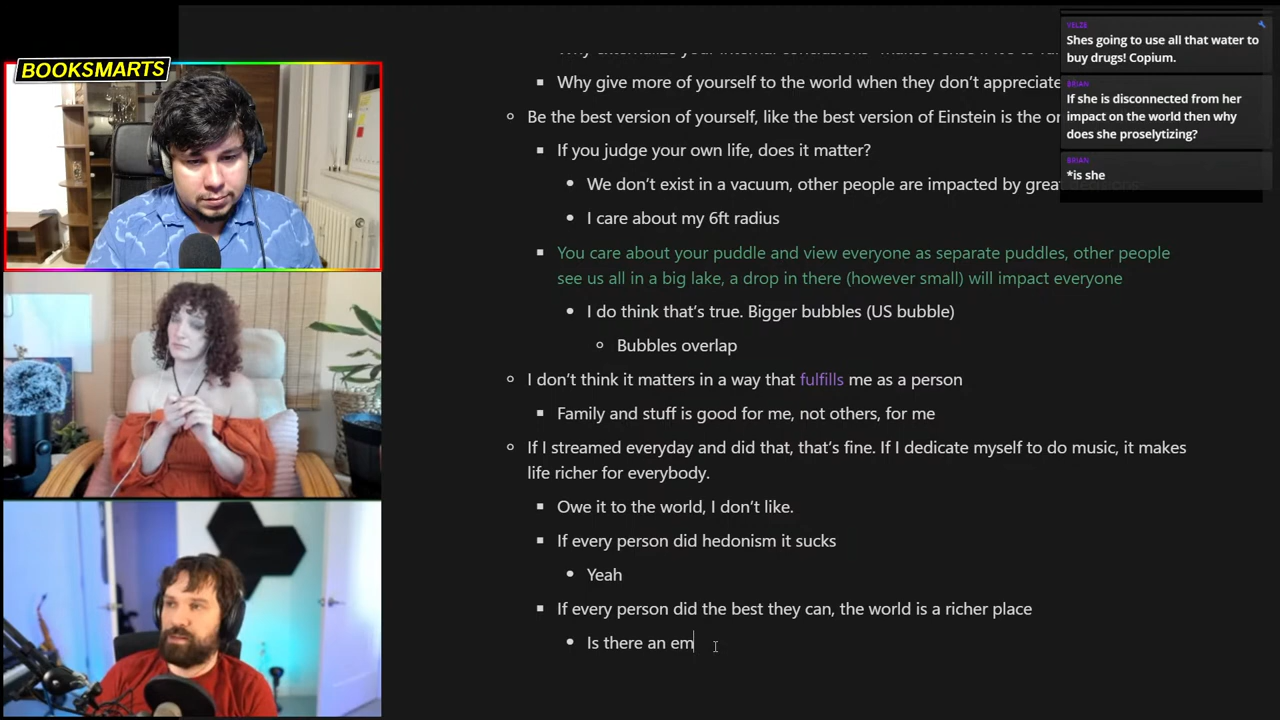 BOOKSMARTS
Why give more of yourself to the world when they don't appreciate
Be the best version of yourself, like the best version of Einstein is the
If you judge your own life, does it matter?
We don't exist in a vacuum, other people are impacted by
I care about my 6ft radius
You care about your puddle and view everyone as separate puddles, other people
see us all in a big lake, a drop in there (however small) will impact everyone
I do think that's true. Bigger bubbles (US bubble)
Bubbles overlap
I don't think it matters in a way that fulfills me as a person
Family and stuff is good for me, not others, for me
If I streamed everyday and did that, that's fine. If I dedicate myself to do music, it makes
life richer for everybody.
Owe it to the world, I don't like.
If every person did hedonism it sucks
Yeah
If every person did the best they can, the world is a richer place
Is there an em
YELZE
Shes going to use all that water to
buy drugs! Copium.
BRIAN
If she is disconnected from her
impact on the world then why
does she proselytizing?
BRIAN
*is she